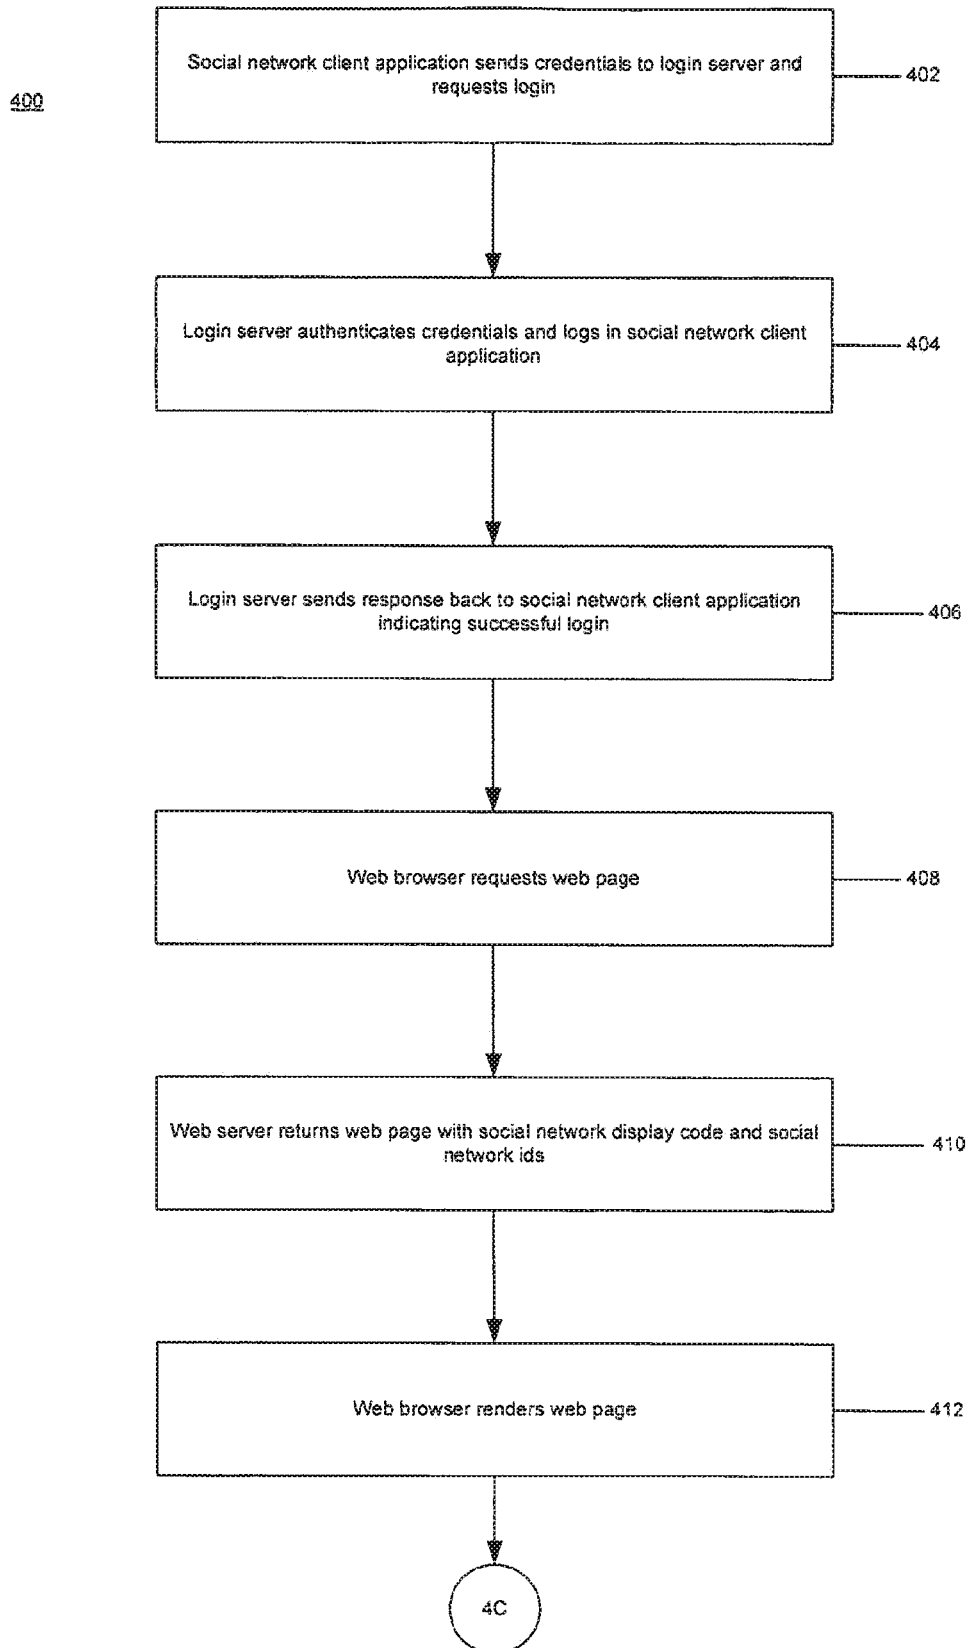 400
Social network client application sends credentials to login server and
requests login
402
Login server authenticates credentials and logs in social network client
application
404
Login server sends response back to social network client application
indicating successful login
406
Web browser requests web page
408
Web server returns web page with social network display code and social
network ids
410
Web browser renders web page
412
4C